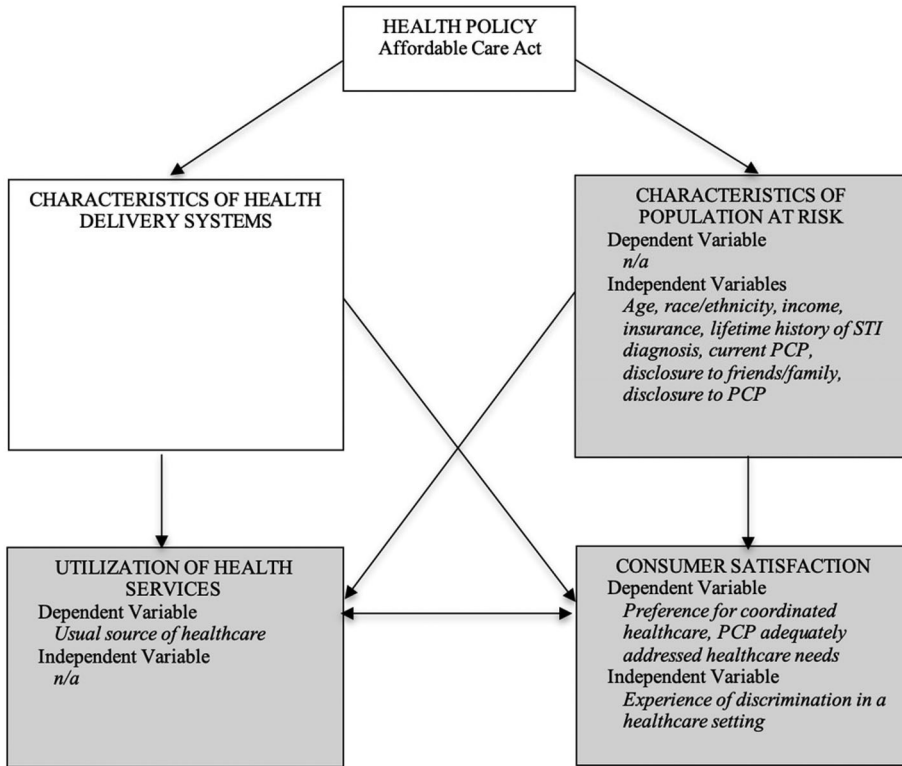 HEALTH POLICY
Affordable Care Act
CHARACTERISTICS OF HEALTH
DELIVERY SYSTEMS
CHARACTERISTICS OF
POPULATION AT RISK
Dependent Variable
n/a
Independent Variables
Age, race/ethnicity, income,
insurance, lifetime history of STI
diagnosis, current PCP,
disclosure to friends/family,
disclosure to PCP
UTILIZATION OF HEALTH
SERVICES
Dependent Variable
Usual source of healthcare
Independent Variable
n/a
CONSUMER SATISFACTION
Dependent Variable
Preference for coordinated
healthcare, PCP adequately
addressed healthcare needs
Independent Variable
Experience of discrimination in a
healthcare setting